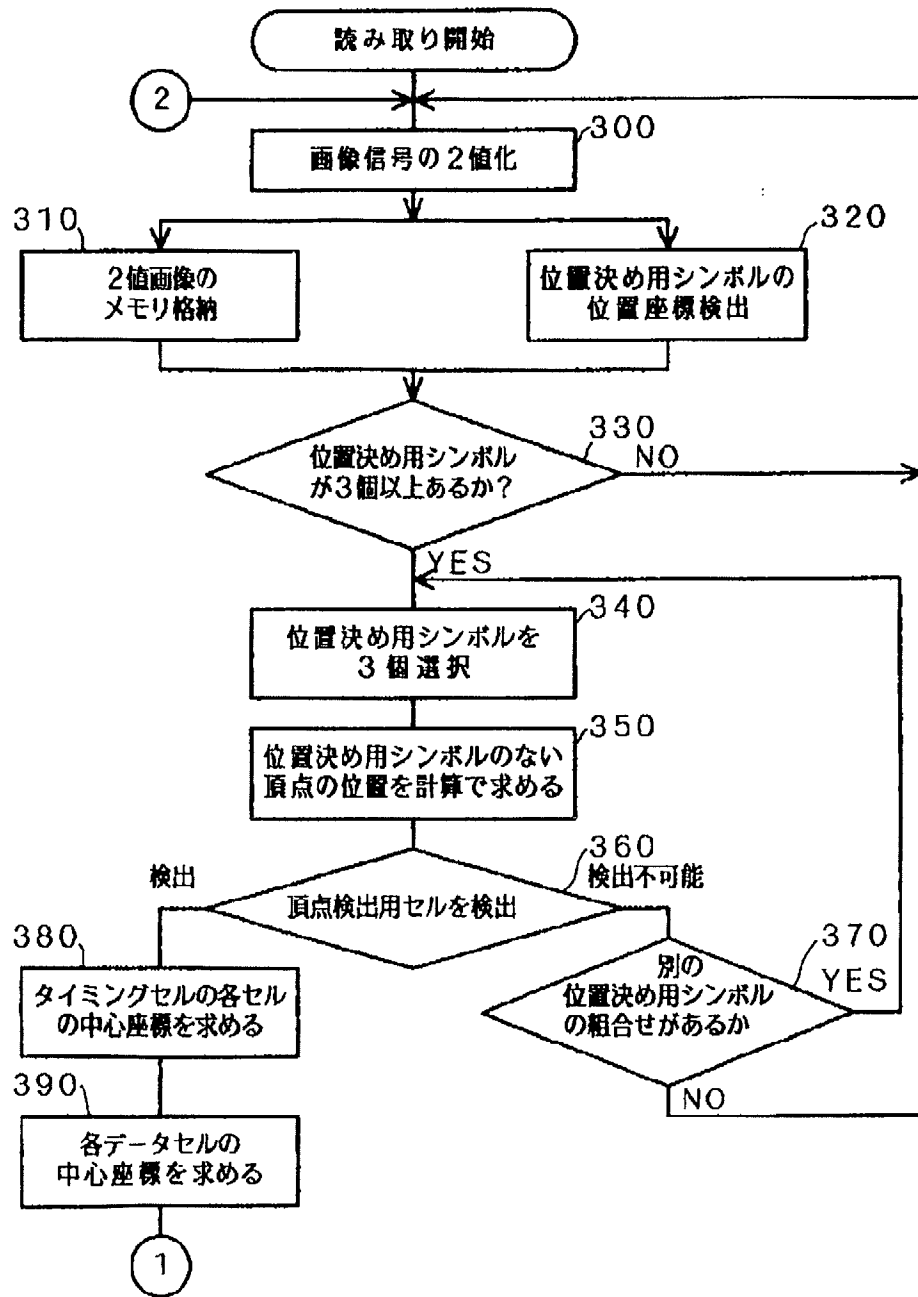 読み取り開始
2
300
画像信号の2値化
310
2値画像の
メモリ格納
320
位置決め用シンボルの
位置座標検出
330
位置決め用シンボル
が3個以上あるか？
NO
YES
340
位置決め用シンボルを
3個選択
350
位置決め用シンボルのない
頂点の位置を計算で求める
360
検出
検出不可能
頂点検出用セルを検出
370
別の
位置決め用シンボル
の組合せがあるか
YES
NO
380
タイミングセルの各セル
の中心座標を求める
390
各データセルの
中心座標を求める
1